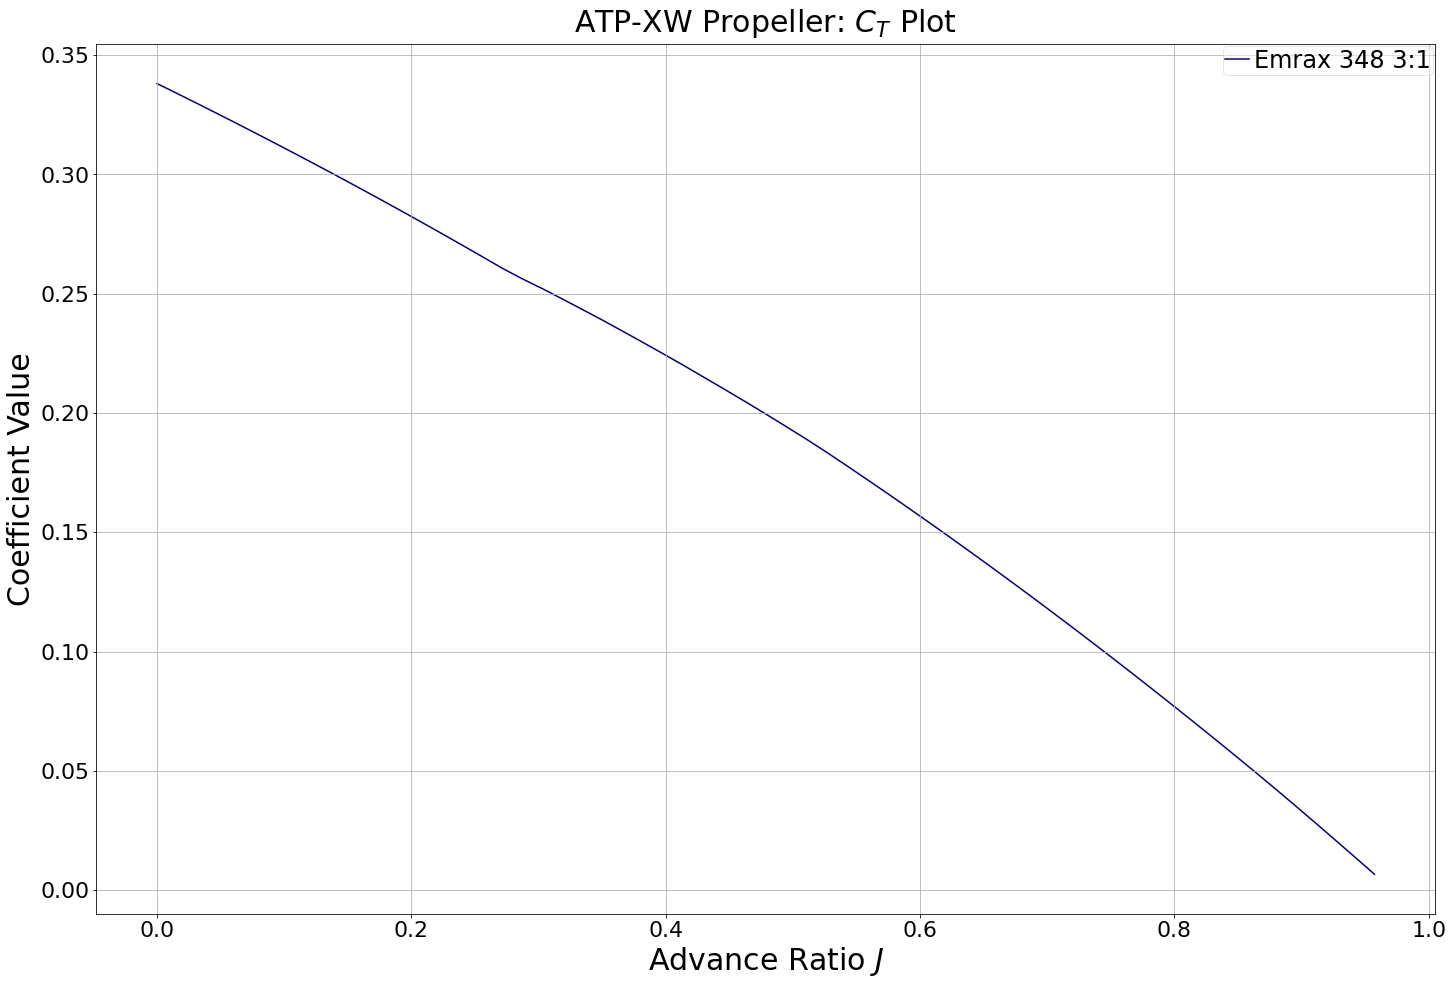 ATP-XW Propeller: C_T Plot
Emrax 348 3:1
Coefficient Value
0.35
0.30
0.25
0.20
0.15
0.10
0.05
0.00
0.0 0.2 0.4 0.6 0.8 1.0
Advance Ratio J